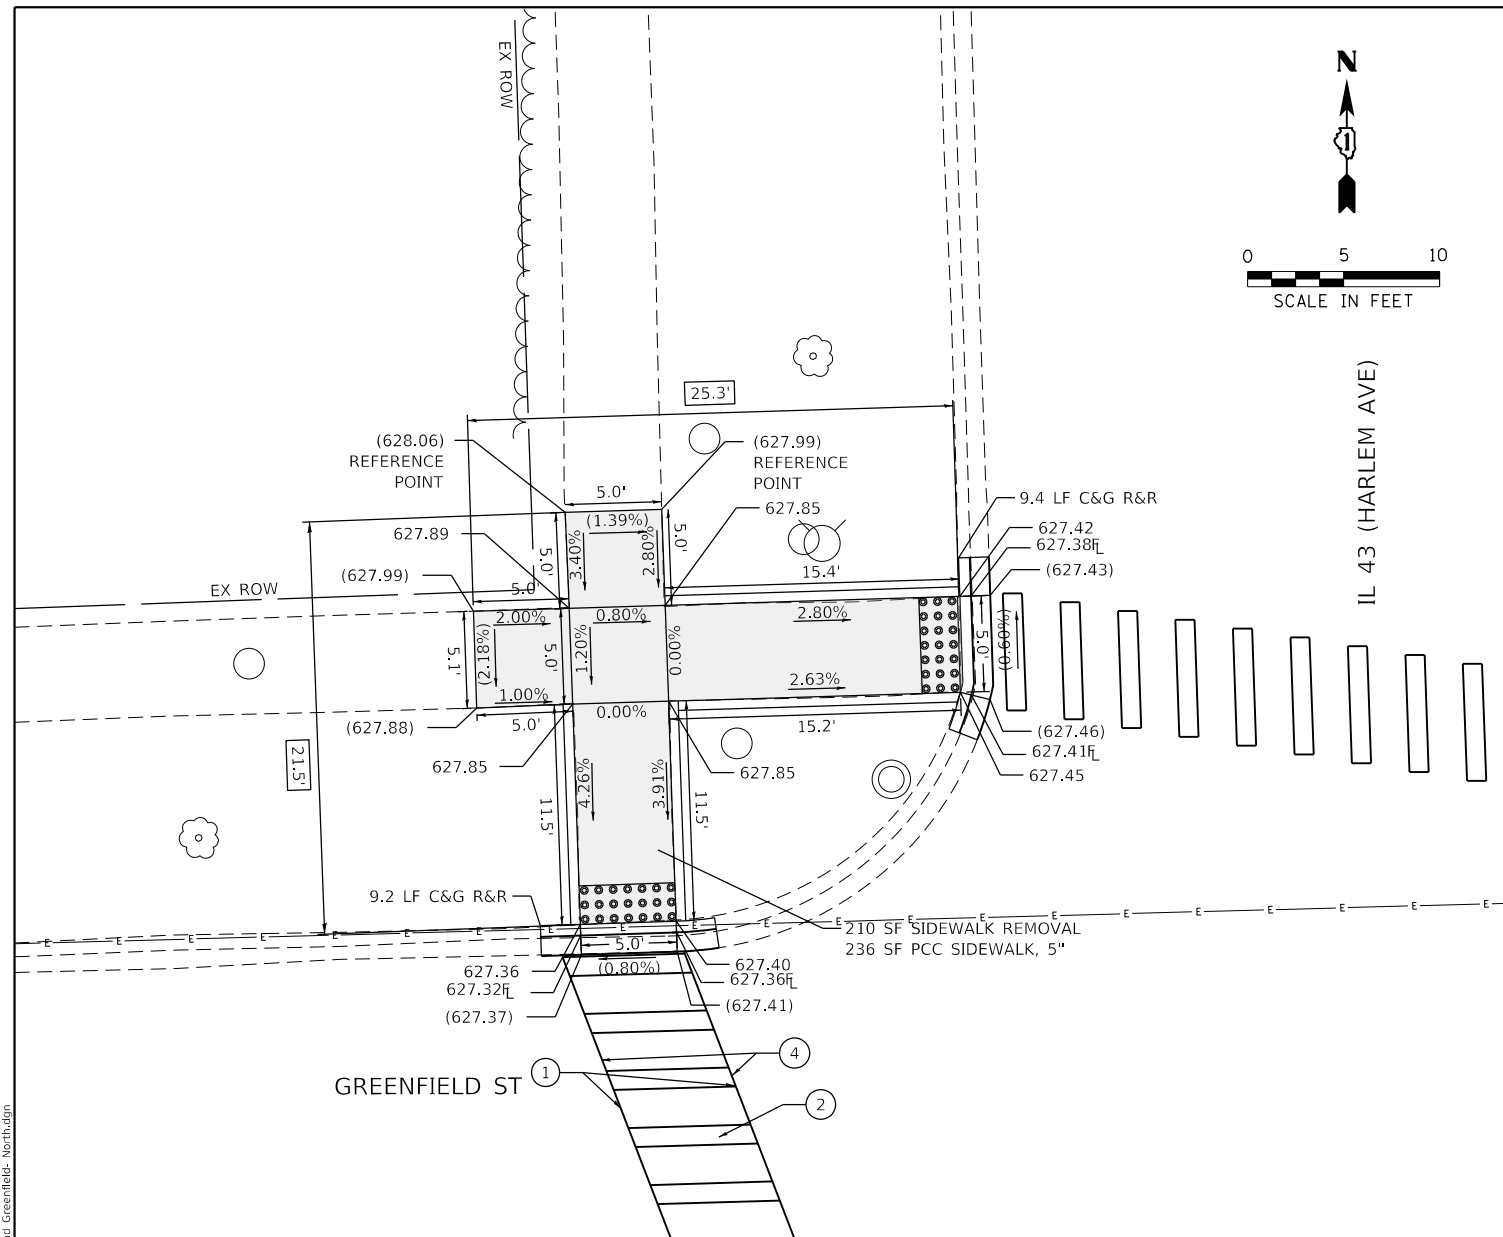 EX ROW
N
1
0 5 10
SCALE IN FEET
IL 43 (HARLEM AVE)
25.3'
(628.06)
REFERENCE
POINT
(627.99)
REFERENCE
POINT
5.0'
(1.39%)
627.85
627.89
5.0'
3.40%
2.80%
5.0'
9.4 LF C&G R&R
627.42
627.38FL
(627.43)
(627.99)
EX ROW
5.0'
15.4'
2.00%
0.80%
2.80%
5.1'
(2.18%)
5.0'
1.20%
0.00%
5.0'
(0.60%)
1.00%
2.63%
5.0'
0.00%
15.2'
(627.88)
(627.46)
627.41FL
627.45
627.85
627.85
21.5'
4.26%
3.91%
11.5'
11.5'
9.2 LF C&G R&R
E E E E E E E E E E E E E E E E E E E E E
210 SF SIDEWALK REMOVAL
236 SF PCC SIDEWALK, 5"
5.0'
(0.80%)
627.36
627.32FL
(627.37)
627.40
627.36FL
(627.41)
GREENFIELD ST
1
4
2
nd Greenfield- North.dgn